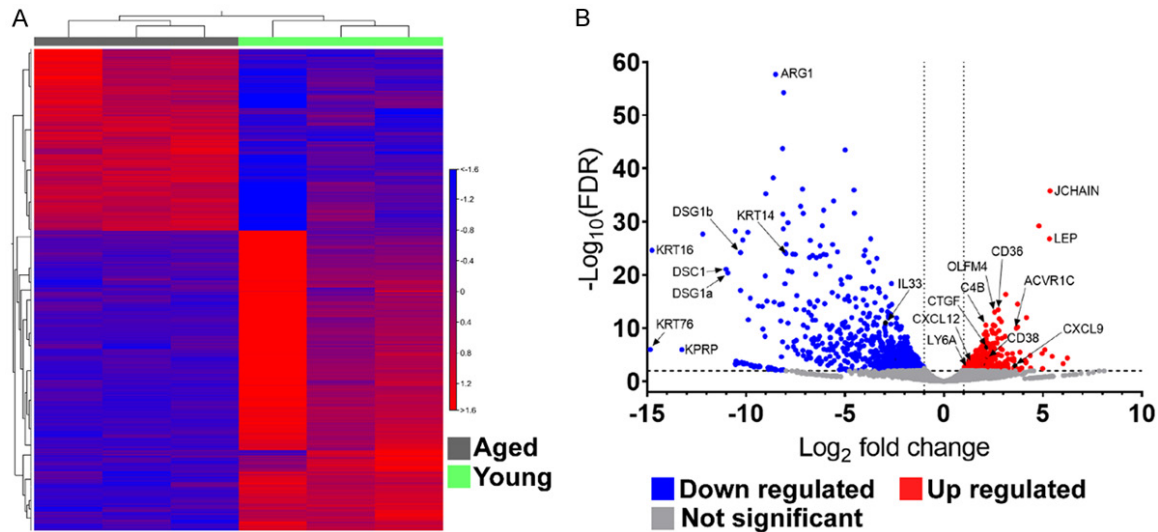 A
<-1.6
-1.2
-0.8
-0.4
0
0.4
0.8
1.2
>1.6
Aged
Young
B
-Log10(FDR)
60
50
40
30
20
10
0
ARG1
JCHAIN
LEP
DSG1b
KRT14
KRT16
DSC1
DSG1a
KRT76
KPRP
IL33
CD36
OLFM4
ACVR1C
C4B
CTGF
CXCL12
LY6A
CD38
CXCL9
-15 -10 -5 0 5 10
Log2 fold change
Down regulated Up regulated
Not significant